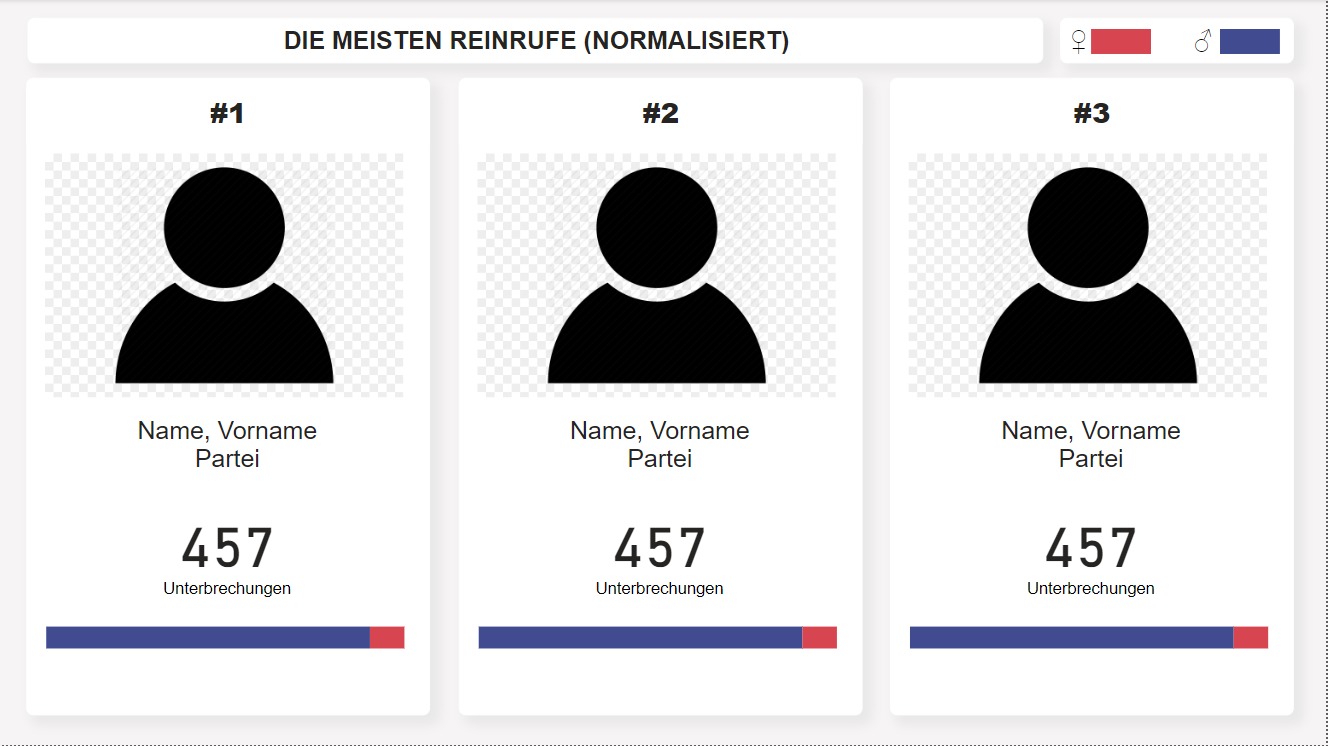 DIE MEISTEN REINRUFE (NORMALISIERT)
♀ ♂
#1
Name, Vorname
Partei
457
Unterbrechungen
#2
Name, Vorname
Partei
457
Unterbrechungen
#3
Name, Vorname
Partei
457
Unterbrechungen